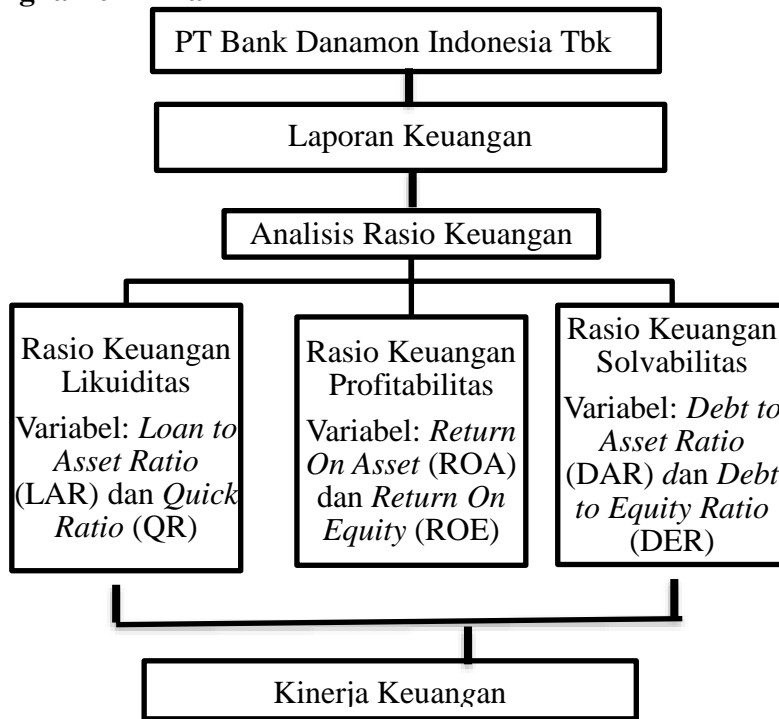 PT Bank Danamon Indonesia Tbk
Laporan Keuangan
Analisis Rasio Keuangan
Rasio Keuangan
Likuiditas
Variabel: Loan to
Asset Ratio
(LAR) dan Quick
Ratio (QR)
Rasio Keuangan
Profitabilitas
Variabel: Return
On Asset (ROA)
dan Return On
Equity (ROE)
Rasio Keuangan
Solvabilitas
Variabel: Debt to
Asset Ratio
(DAR) dan Debt
to Equity Ratio
(DER)
Kinerja Keuangan